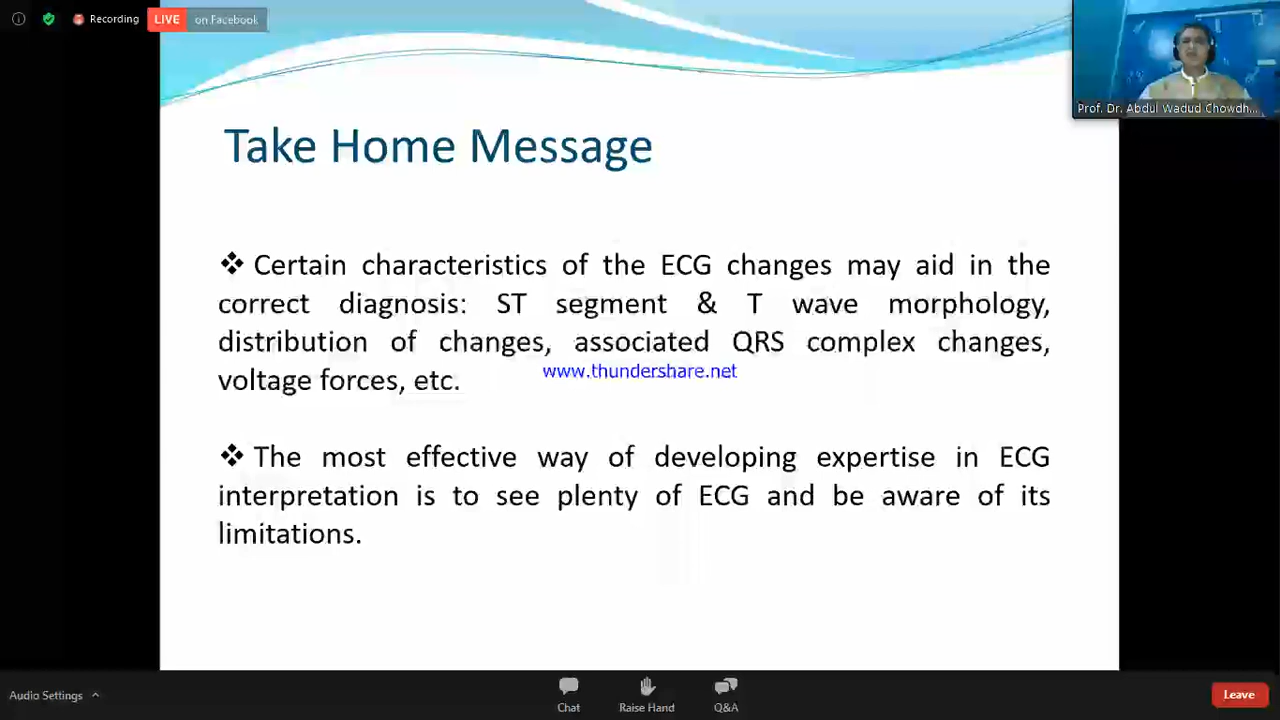 Recording
LIVE on Facebook
Prof. Dr. Abdul Wadud Chowdh...
Take Home Message
❖ Certain characteristics of the ECG changes may aid in the
correct diagnosis: ST segment & T wave morphology,
distribution of changes, associated QRS complex changes,
voltage forces, etc.
www.thundershare.net
❖ The most effective way of developing expertise in ECG
interpretation is to see plenty of ECG and be aware of its
limitations.
Audio Settings
Chat
Raise Hand
Q&A
Leave